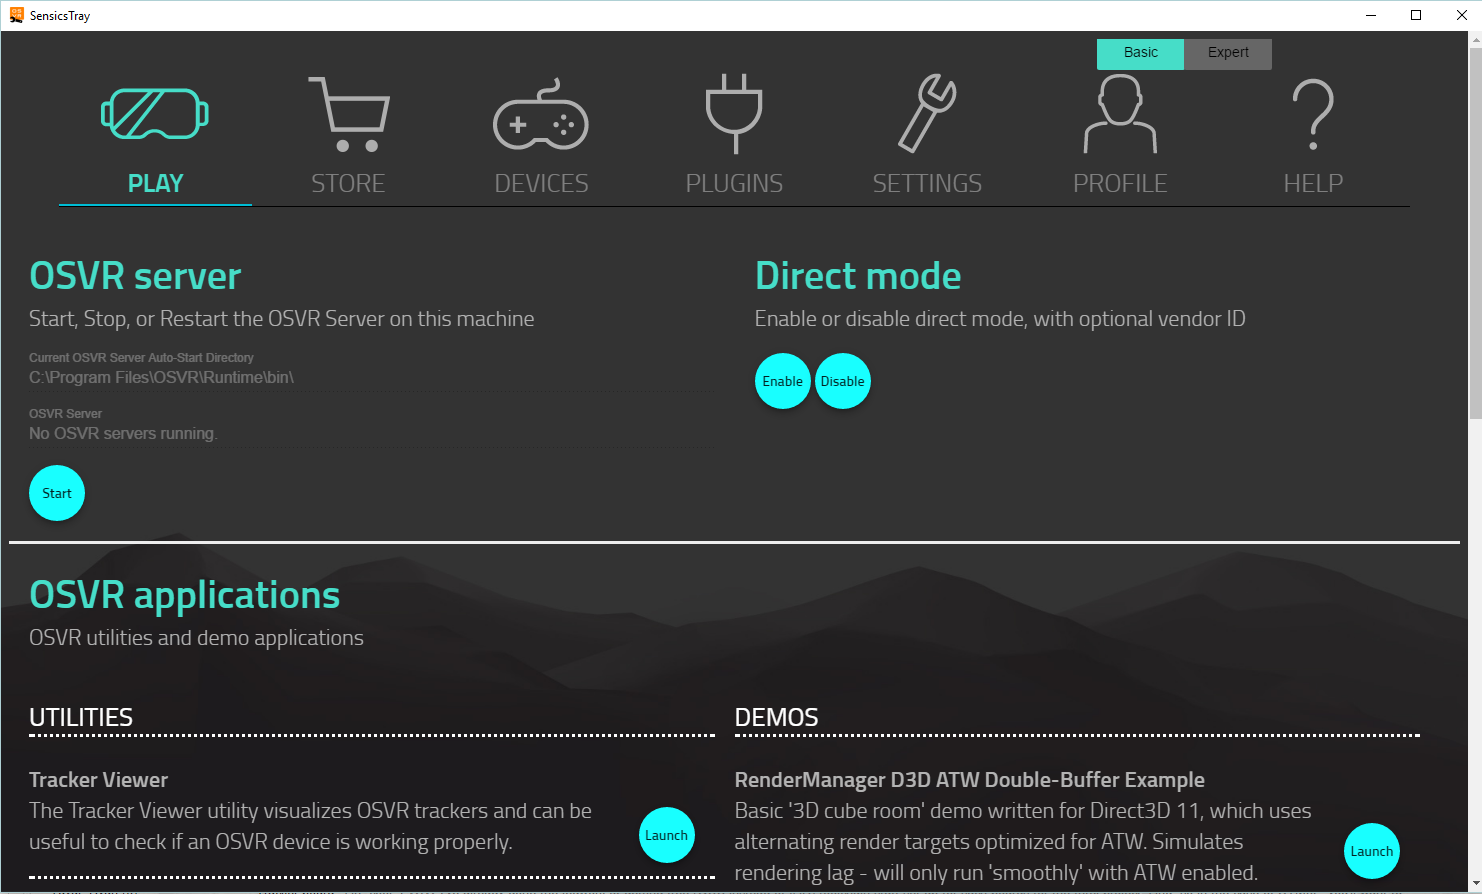 SensicsTray
Basic
Expert
PLAY
STORE
DEVICES
PLUGINS
SETTINGS
PROFILE
HELP
OSVR server
Start, Stop, or Restart the OSVR Server on this machine
Current OSVR Server Auto-Start Directory
C:\Program Files\OSVR\Runtime\bin\
OSVR Server
No OSVR servers running.
Start
Direct mode
Enable or disable direct mode, with optional vendor ID
Enable
Disable
OSVR applications
OSVR utilities and demo applications
UTILITIES
Tracker Viewer
The Tracker Viewer utility visualizes OSVR trackers and can be
useful to check if an OSVR device is working properly.
Launch
DEMOS
RenderManager D3D ATW Double-Buffer Example
Basic '3D cube room' demo written for Direct3D 11, which uses
alternating render targets optimized for ATW. Simulates
rendering lag - will only run 'smoothly' with ATW enabled.
Launch